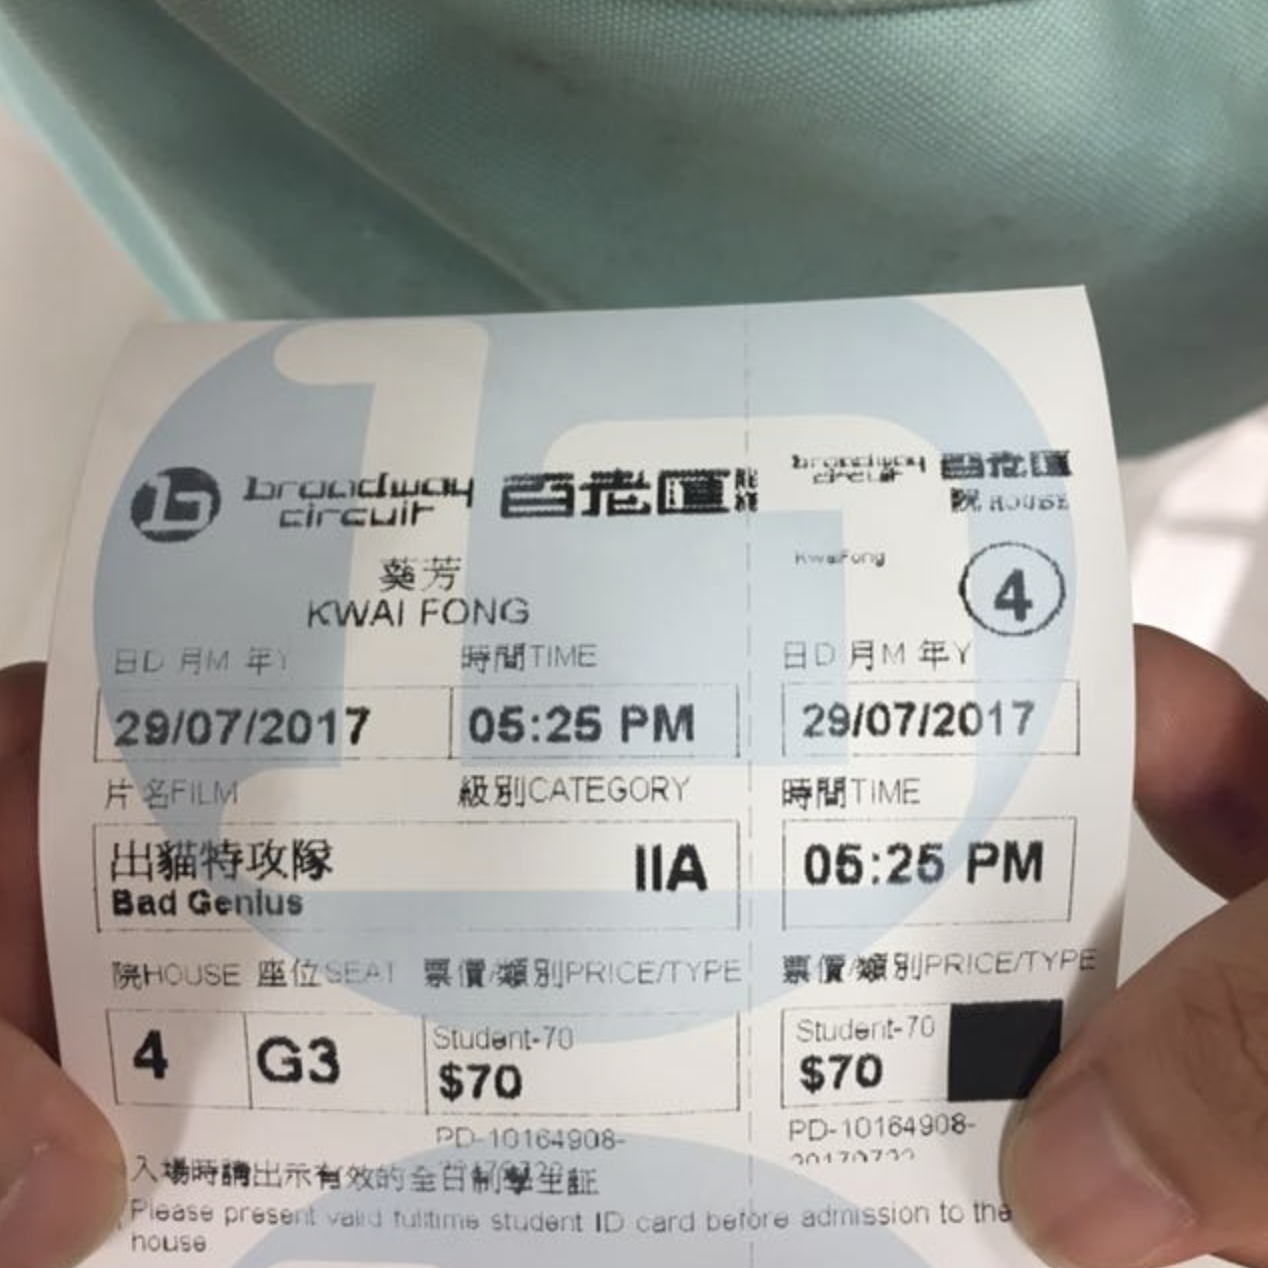 broadway circuit 百老匯院線
葵芳
KWAI FONG
日D 月M 年Y 時間TIME
29/07/2017 05:25 PM
片名FILM 級別CATEGORY
出貓特攻隊 IIA
Bad Genius
院HOUSE 座位SEAT 票價/類別PRICE/TYPE
4 G3 Student-70
$70
PD-10164908-
入場時請出示有效的全日制學生証
Please present valid fulltime student ID card before admission to the
house
broadway circuit 百老匯
院 HOUSE
KwaiFong
4
日D 月M 年Y
29/07/2017
時間TIME
05:25 PM
票價/類別PRICE/TYPE
Student-70
$70
PD-10164908-